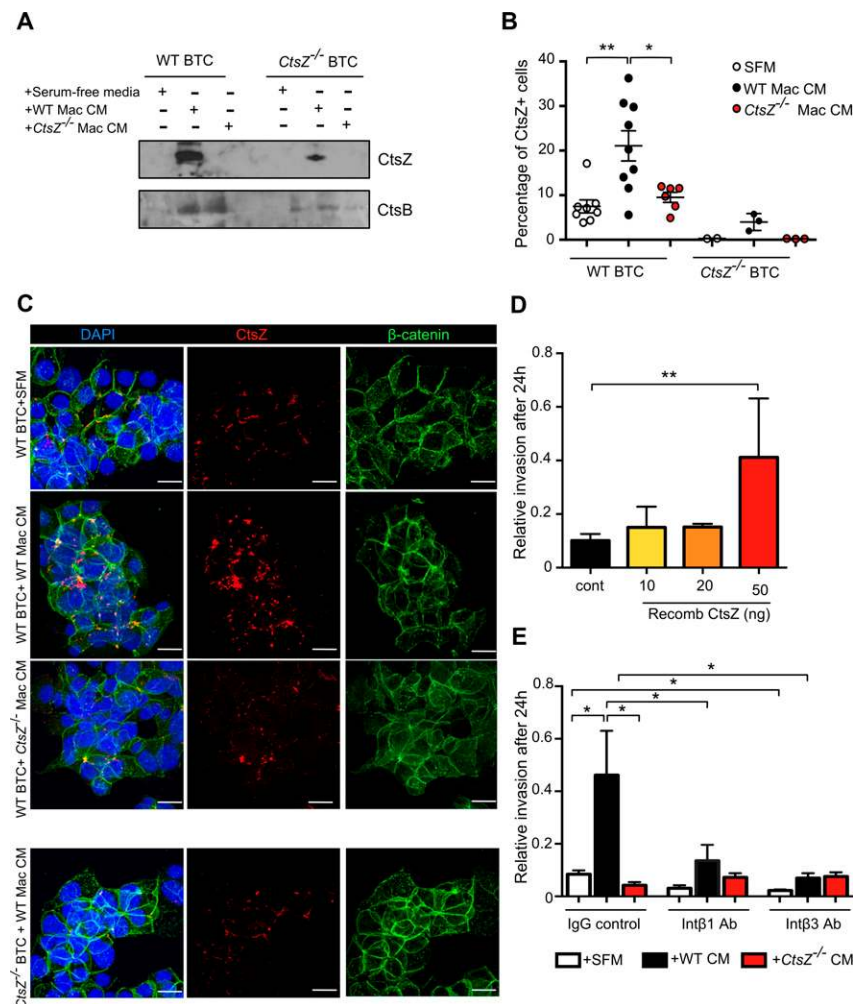 A
WT BTC
CtsZ-/- BTC
+Serum-free media + - - + - -
+WT Mac CM - + - - + -
+CtsZ-/- Mac CM - - + - - +
CtsZ
CtsB
B
Percentage of CtsZ+ cells
40
30
20
10
0
** *
SFM
WT Mac CM
CtsZ-/- Mac CM
WT BTC
CtsZ-/- BTC
C
DAPI CtsZ β-catenin
WT BTC+SFM
WT BTC+ WT Mac CM
WT BTC+ CtsZ-/- Mac CM
CtsZ-/- BTC + WT Mac CM
D
Relative invasion after 24h
0.8
0.6
0.4
0.2
0
**
cont 10 20 50
Recomb CtsZ (ng)
E
Relative invasion after 24h
0.8
0.6
0.4
0.2
0
*
*
*
* *
IgG control Intβ1 Ab Intβ3 Ab
+SFM +WT CM +CtsZ-/- CM